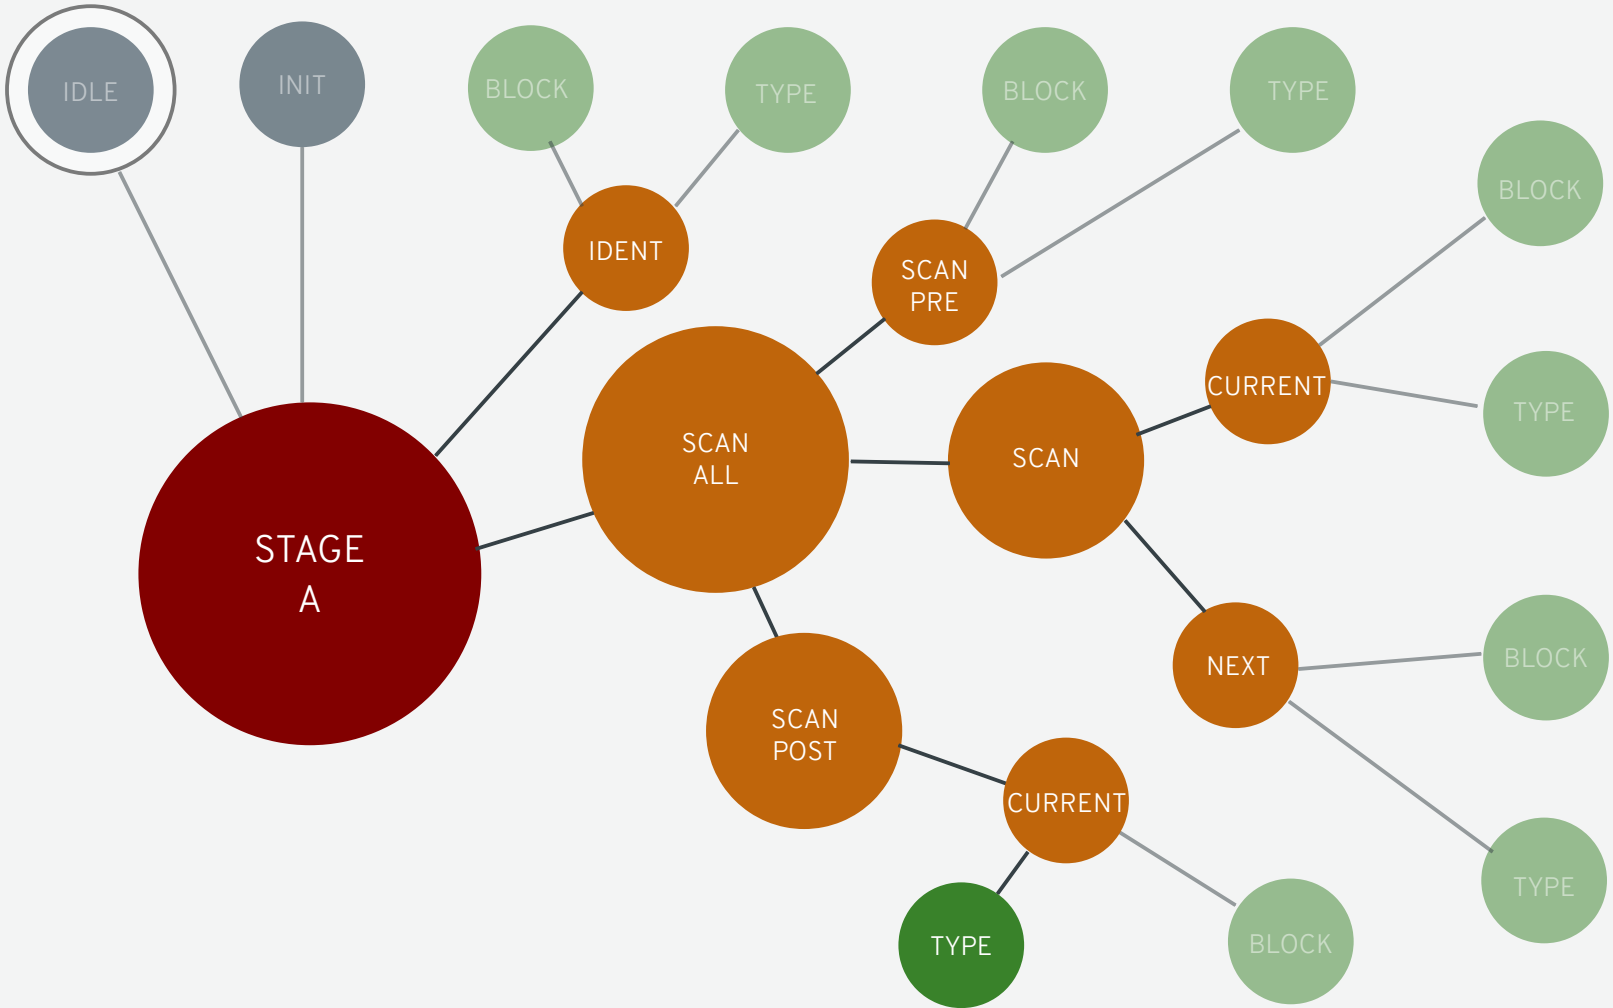 IDLE
INIT
BLOCK
TYPE
BLOCK
TYPE
BLOCK
IDENT
SCAN
PRE
CURRENT
TYPE
SCAN
ALL
SCAN
STAGE
A
BLOCK
NEXT
SCAN
POST
CURRENT
TYPE
TYPE
BLOCK